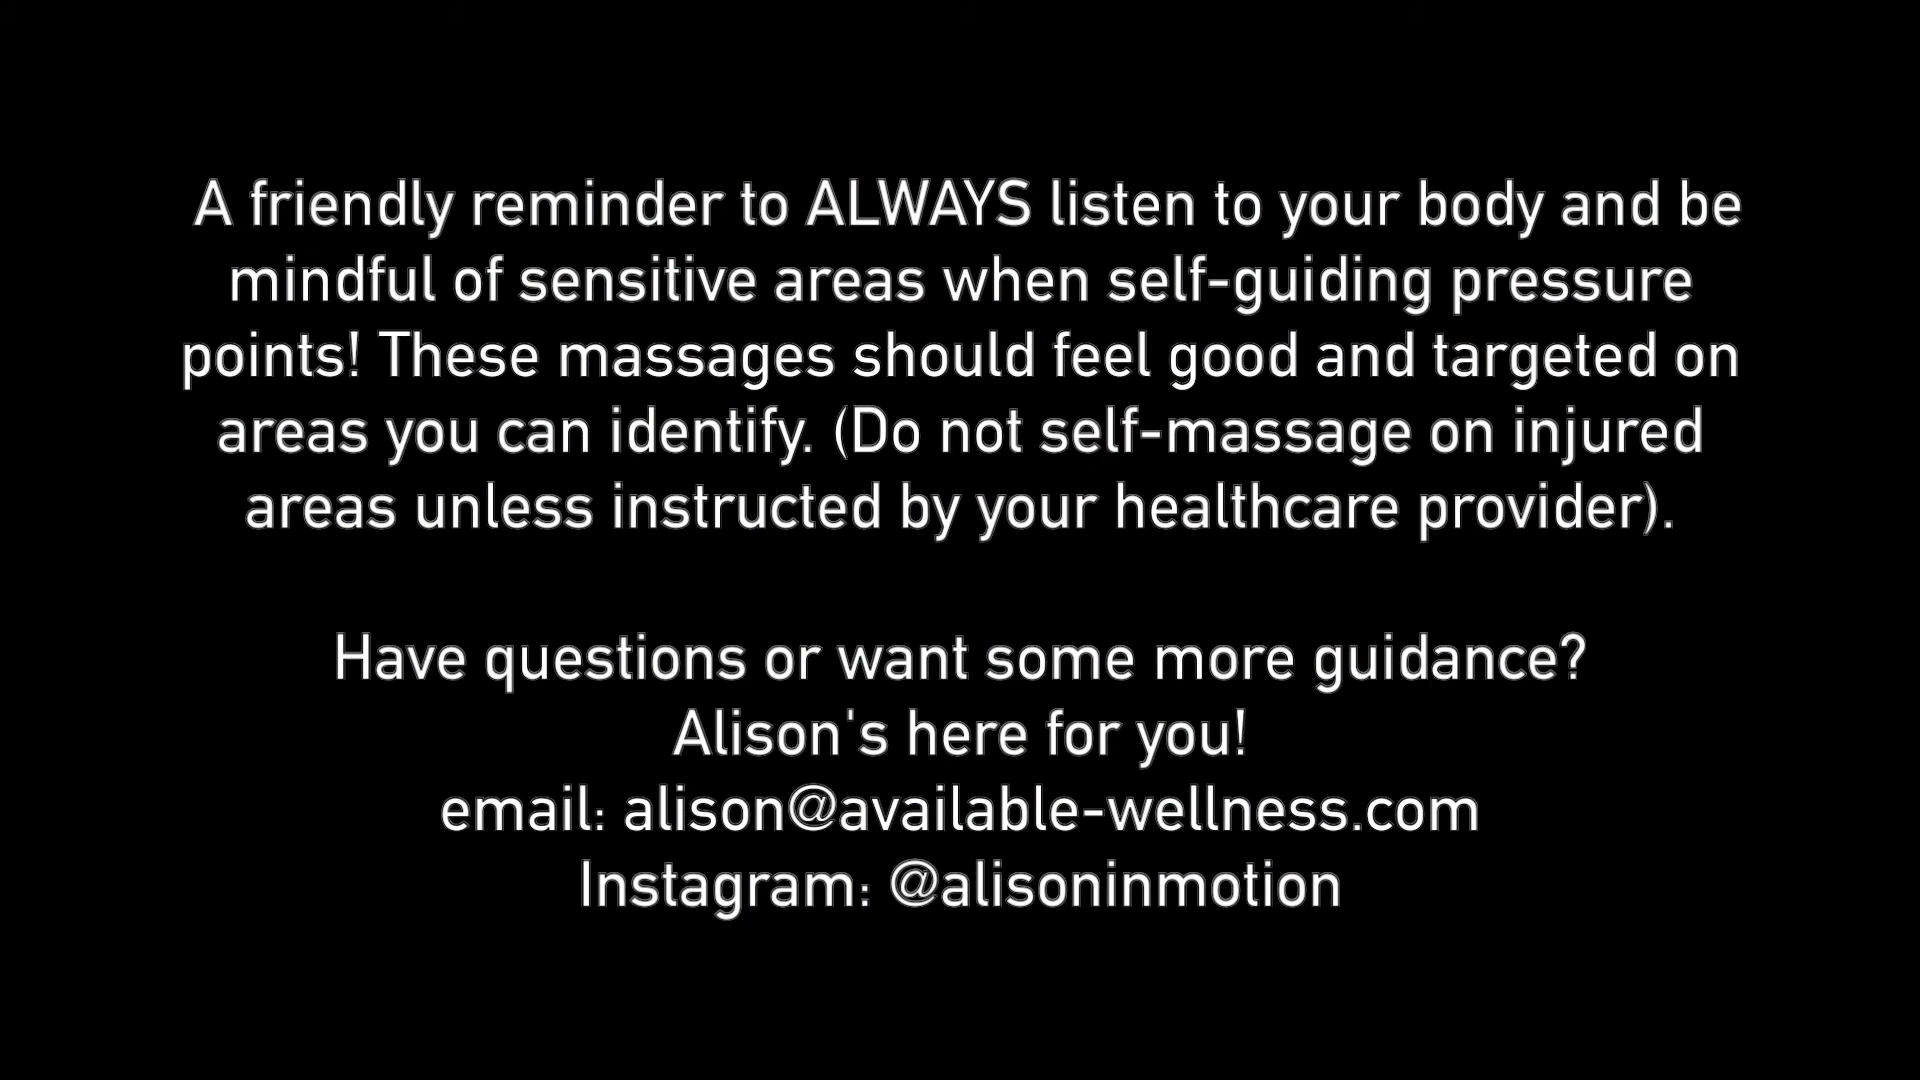 A friendly reminder to ALWAYS listen to your body and be
mindful of sensitive areas when self-guiding pressure
points! These massages should feel good and targeted on
areas you can identify. (Do not self-massage on injured
areas unless instructed by your healthcare provider).
Have questions or want some more guidance?
Alison's here for you!
email: alison@available-wellness.com
Instagram: @alisoninmotion